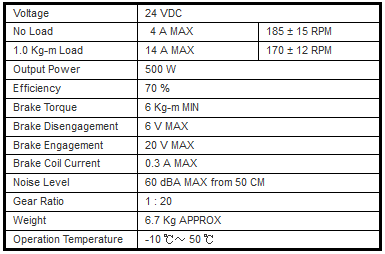 Voltage 24 VDC
No Load 4 A MAX 185 ± 15 RPM
1.0 Kg-m Load 14 A MAX 170 ± 12 RPM
Output Power 500 W
Efficiency 70 %
Brake Torque 6 Kg-m MIN
Brake Disengagement 6 V MAX
Brake Engagement 20 V MAX
Brake Coil Current 0.3 A MAX
Noise Level 60 dBA MAX from 50 CM
Gear Ratio 1 : 20
Weight 6.7 Kg APPROX
Operation Temperature -10 ℃～ 50 ℃